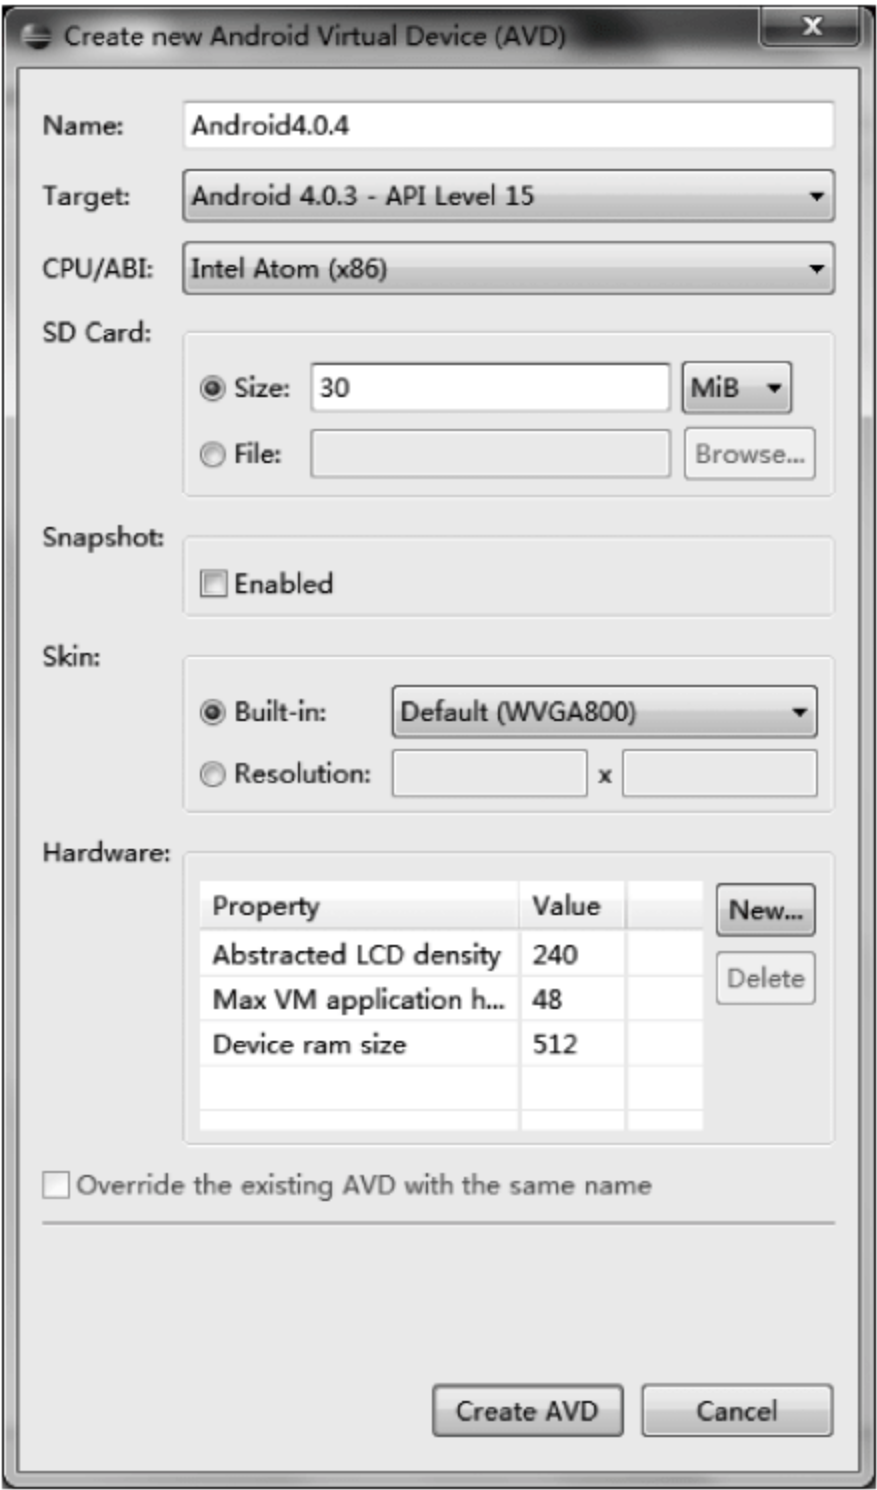 Create new Android Virtual Device (AVD)
x
Name: Android4.0.4
Target: Android 4.0.3 - API Level 15
CPU/ABI: Intel Atom (x86)
SD Card:
Size: 30 MiB
File: Browse...
Snapshot:
Enabled
Skin:
Built-in: Default (WVGA800)
Resolution: x
Hardware:
Property Value New...
Abstracted LCD density 240
Delete
Max VM application h... 48
Device ram size 512
Override the existing AVD with the same name
Create AVD Cancel